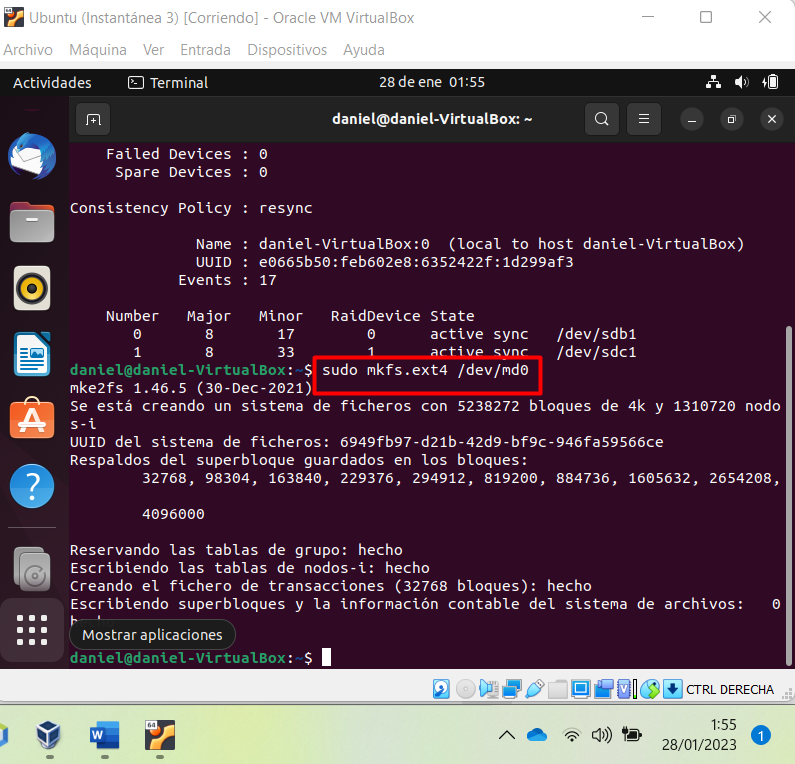 Ubuntu (Instantánea 3) [Corriendo] - Oracle VM VirtualBox
Archivo Máquina Ver Entrada Dispositivos Ayuda
Actividades Terminal 28 de ene 01:55
daniel@daniel-VirtualBox: ~
Failed Devices : 0
Spare Devices : 0
Consistency Policy : resync
Name : daniel-VirtualBox:0 (local to host daniel-VirtualBox)
UUID : e0665b50:feb602e8:6352422f:1d299af3
Events : 17
Number Major Minor RaidDevice State
0 8 17 0 active sync /dev/sdb1
1 8 33 1 active sync /dev/sdc1
daniel@daniel-VirtualBox:~$ sudo mkfs.ext4 /dev/md0
mke2fs 1.46.5 (30-Dec-2021)
Se está creando un sistema de ficheros con 5238272 bloques de 4k y 1310720 nodo
s-i
UUID del sistema de ficheros: 6949fb97-d21b-42d9-bf9c-946fa59566ce
Respaldos del superbloque guardados en los bloques:
32768, 98304, 163840, 229376, 294912, 819200, 884736, 1605632, 2654208,
4096000
Reservando las tablas de grupo: hecho
Escribiendo las tablas de nodos-i: hecho
Creando el fichero de transacciones (32768 bloques): hecho
Escribiendo superbloques y la información contable del sistema de archivos: 0
Mostrar aplicaciones
daniel@daniel-VirtualBox:~$
CTRL DERECHA
64
1:55
28/01/2023
1